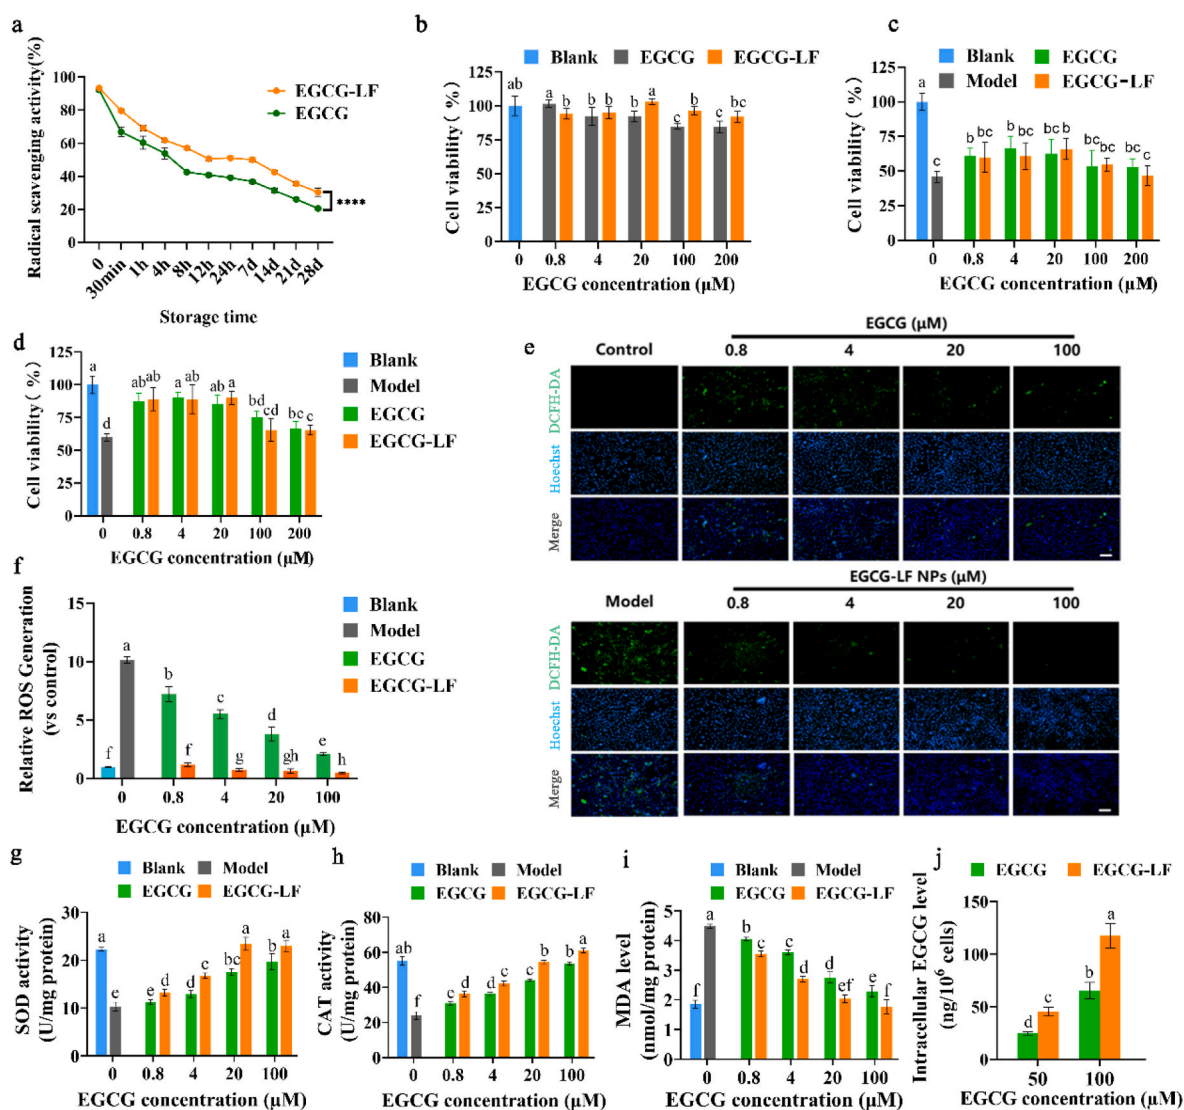 a
Radical scavenging activity(%)
100
80
60
40
20
0
EGCG-LF
EGCG
****
0
30min
1h
4h
8h
12h
24h
7d
14d
21d
28d
Storage time
b
Blank EGCG EGCG-LF
Cell viability ( %)
125
100
75
50
25
0
ab a b b b b a c b c bc
0 0.8 4 20 100 200
EGCG concentration (μM)
c
Blank EGCG
Model EGCG-LF
Cell viability ( %)
125
100
75
50
25
0
a c b bc b bc bc b bc bc bc c
0 0.8 4 20 100 200
EGCG concentration (μM)
d
Cell viability ( %)
125
100
75
50
25
0
a d ab ab a ab ab a bd cd bc c
Blank
Model
EGCG
EGCG-LF
0 0.8 4 20 100 200
EGCG concentration (μM)
e
EGCG (μM)
Control 0.8 4 20 100
DCFH-DA
Hoechst
Merge
EGCG-LF NPs (μM)
Model 0.8 4 20 100
DCFH-DA
Hoechst
Merge
f
Relative ROS Generation
(vs control)
15
10
5
0
f a b f c g d gh e h
Blank
Model
EGCG
EGCG-LF
0 0.8 4 20 100
EGCG concentration (μM)
g
Blank Model
EGCG EGCG-LF
SOD activity
(U/mg protein)
30
20
10
0
a e e d d c bc a b a
0 0.8 4 20 100
EGCG concentration (μM)
h
Blank Model
EGCG EGCG-LF
CAT activity
(U/mg protein)
80
60
40
20
0
ab f e d d c c b b a
0 0.8 4 20 100
EGCG concentration (μM)
i
Blank Model
EGCG EGCG-LF
MDA level
(nmol/mg protein)
5
4
3
2
1
0
f a b c c d d ef e f
0 0.8 4 20 100
EGCG concentration (μM)
j
EGCG EGCG-LF
Intracellular EGCG level
(ng/10⁶ cells)
150
100
50
0
d c b a
50 100
EGCG concentration (μM)